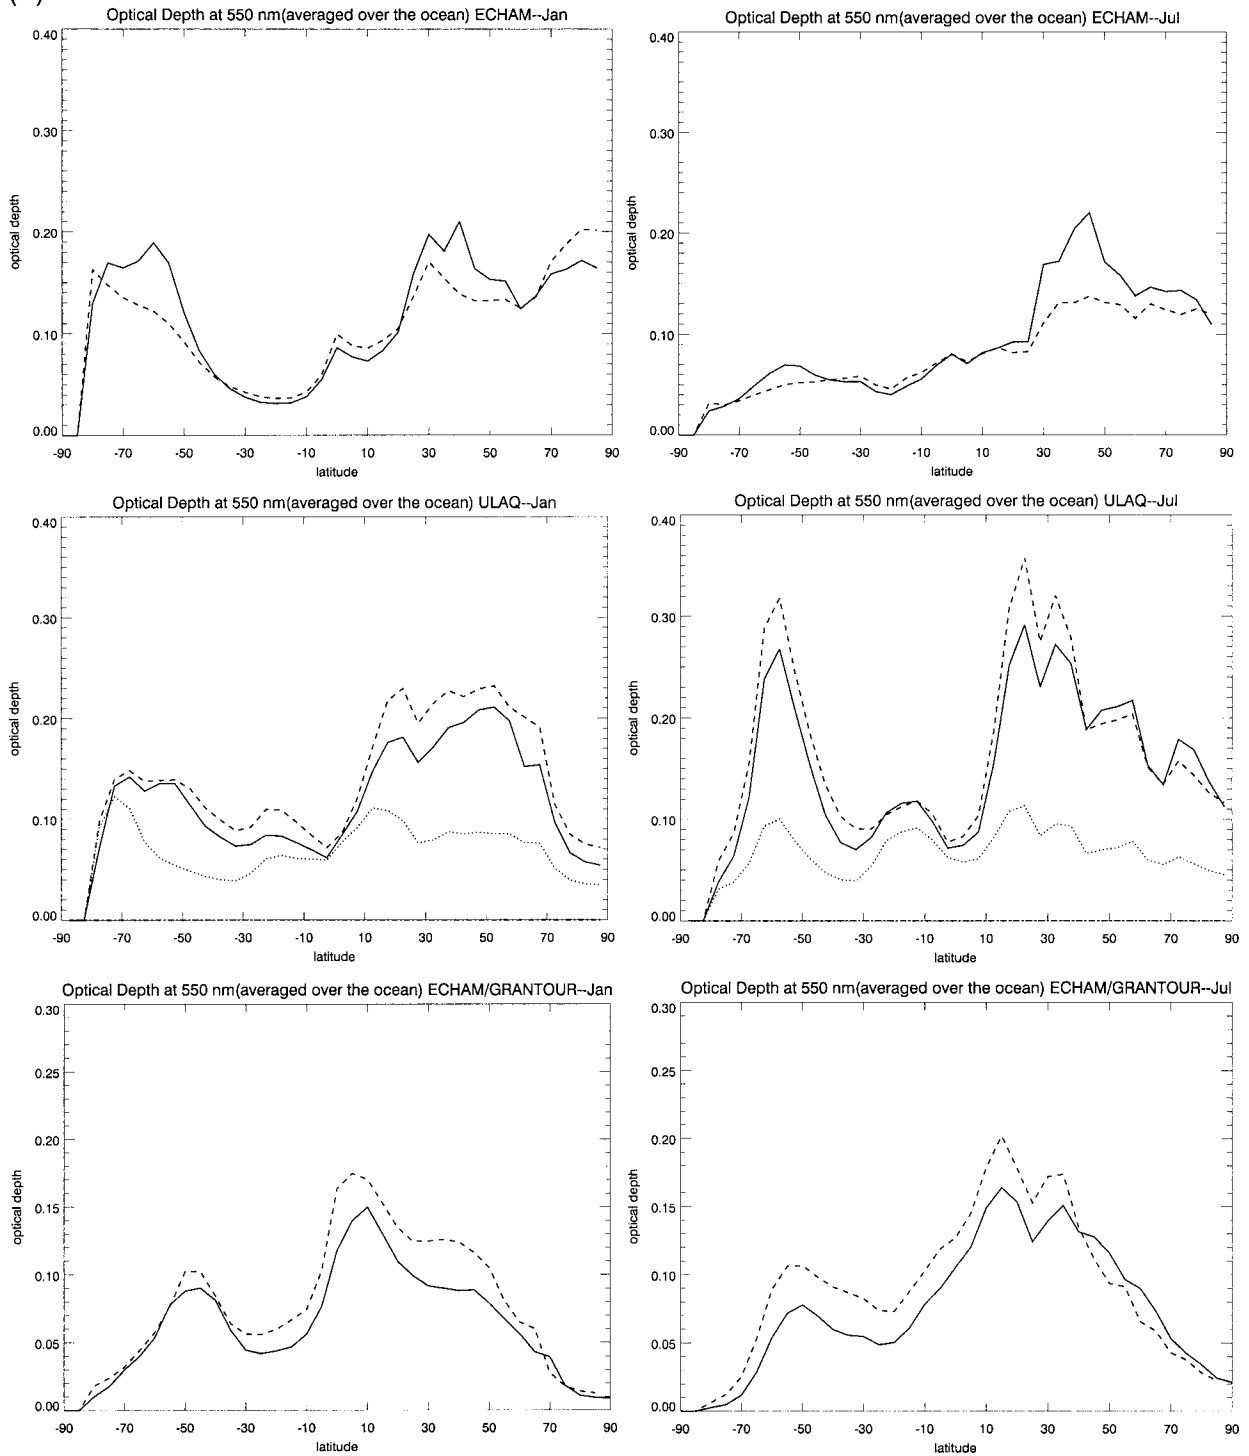 Optical Depth at 550 nm(averaged over the ocean) ECHAM--Jan
0.40
0.30
0.20
0.10
0.00
optical depth
-90 -70 -50 -30 -10 10 30 50 70 90
latitude
Optical Depth at 550 nm(averaged over the ocean) ECHAM--Jul
0.40
0.30
0.20
0.10
0.00
optical depth
-90 -70 -50 -30 -10 10 30 50 70 90
latitude
Optical Depth at 550 nm(averaged over the ocean) ULAQ--Jan
0.40
0.30
0.20
0.10
0.00
optical depth
-90 -70 -50 -30 -10 10 30 50 70 90
latitude
Optical Depth at 550 nm(averaged over the ocean) ULAQ--Jul
0.40
0.30
0.20
0.10
0.00
optical depth
-90 -70 -50 -30 -10 10 30 50 70 90
latitude
Optical Depth at 550 nm(averaged over the ocean) ECHAM/GRANTOUR--Jan
0.30
0.25
0.20
0.15
0.10
0.05
0.00
optical depth
-90 -70 -50 -30 -10 10 30 50 70 90
latitude
Optical Depth at 550 nm(averaged over the ocean) ECHAM/GRANTOUR--Jul
0.30
0.25
0.20
0.15
0.10
0.05
0.00
optical depth
-90 -70 -50 -30 -10 10 30 50 70 90
latitude